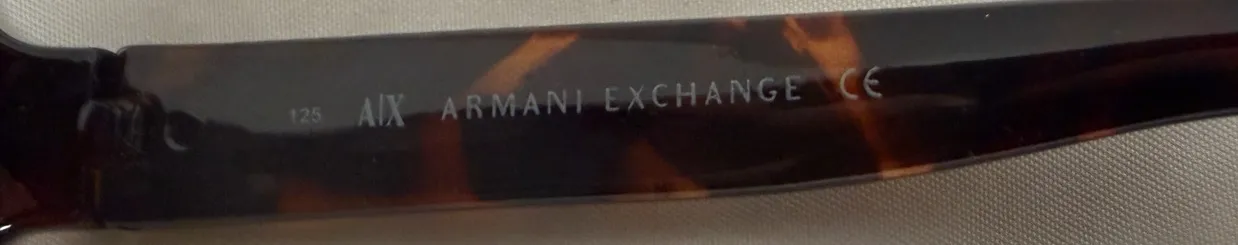 125 A|X ARMANI EXCHANGE CE